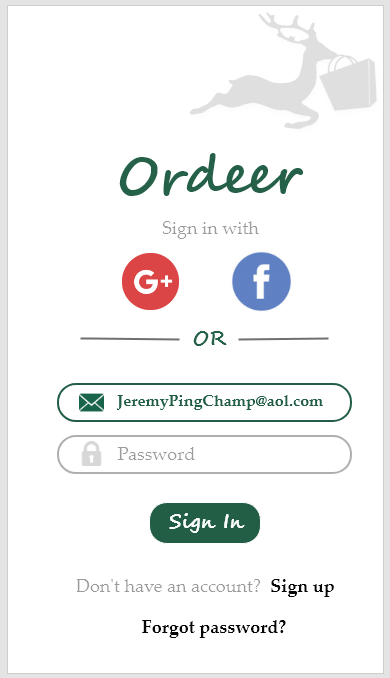 Ordeer
Sign in with
G+
f
OR
JeremyPingChamp@aol.com
Password
Sign In
Don't have an account? Sign up
Forgot password?